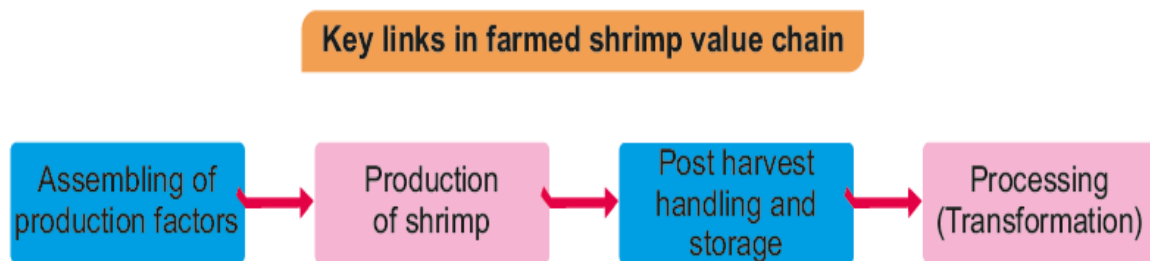 Key links in farmed shrimp value chain
Assembling of
production factors
Production
of shrimp
Post harvest
handling and
storage
Processing
(Transformation)